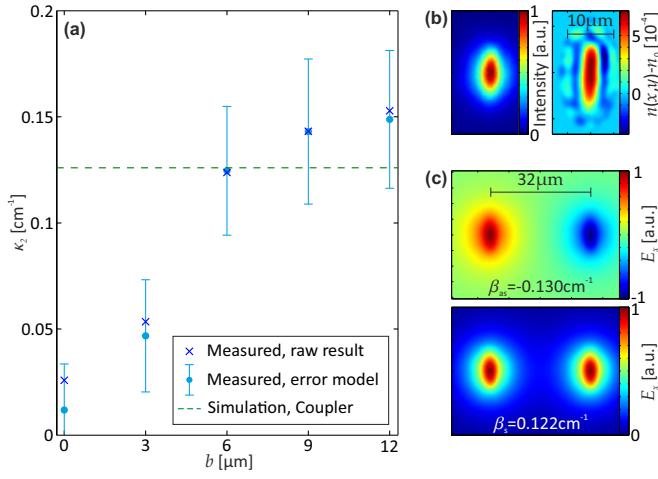 (a)
0.2
0.15
0.1
0.05
0
κ₂ [cm⁻¹]
0
3
6
9
12
b [μm]
Measured, raw result
Measured, error model
Simulation, Coupler
(b)
1
0
Intensity [a.u.]
10μm
5
0
n(x,y)-n₀ [10⁻⁴]
(c)
32μm
βas=-0.130cm⁻¹
1
-1
Eₓ [a.u.]
βs=0.122cm⁻¹
1
0
Eₓ [a.u.]